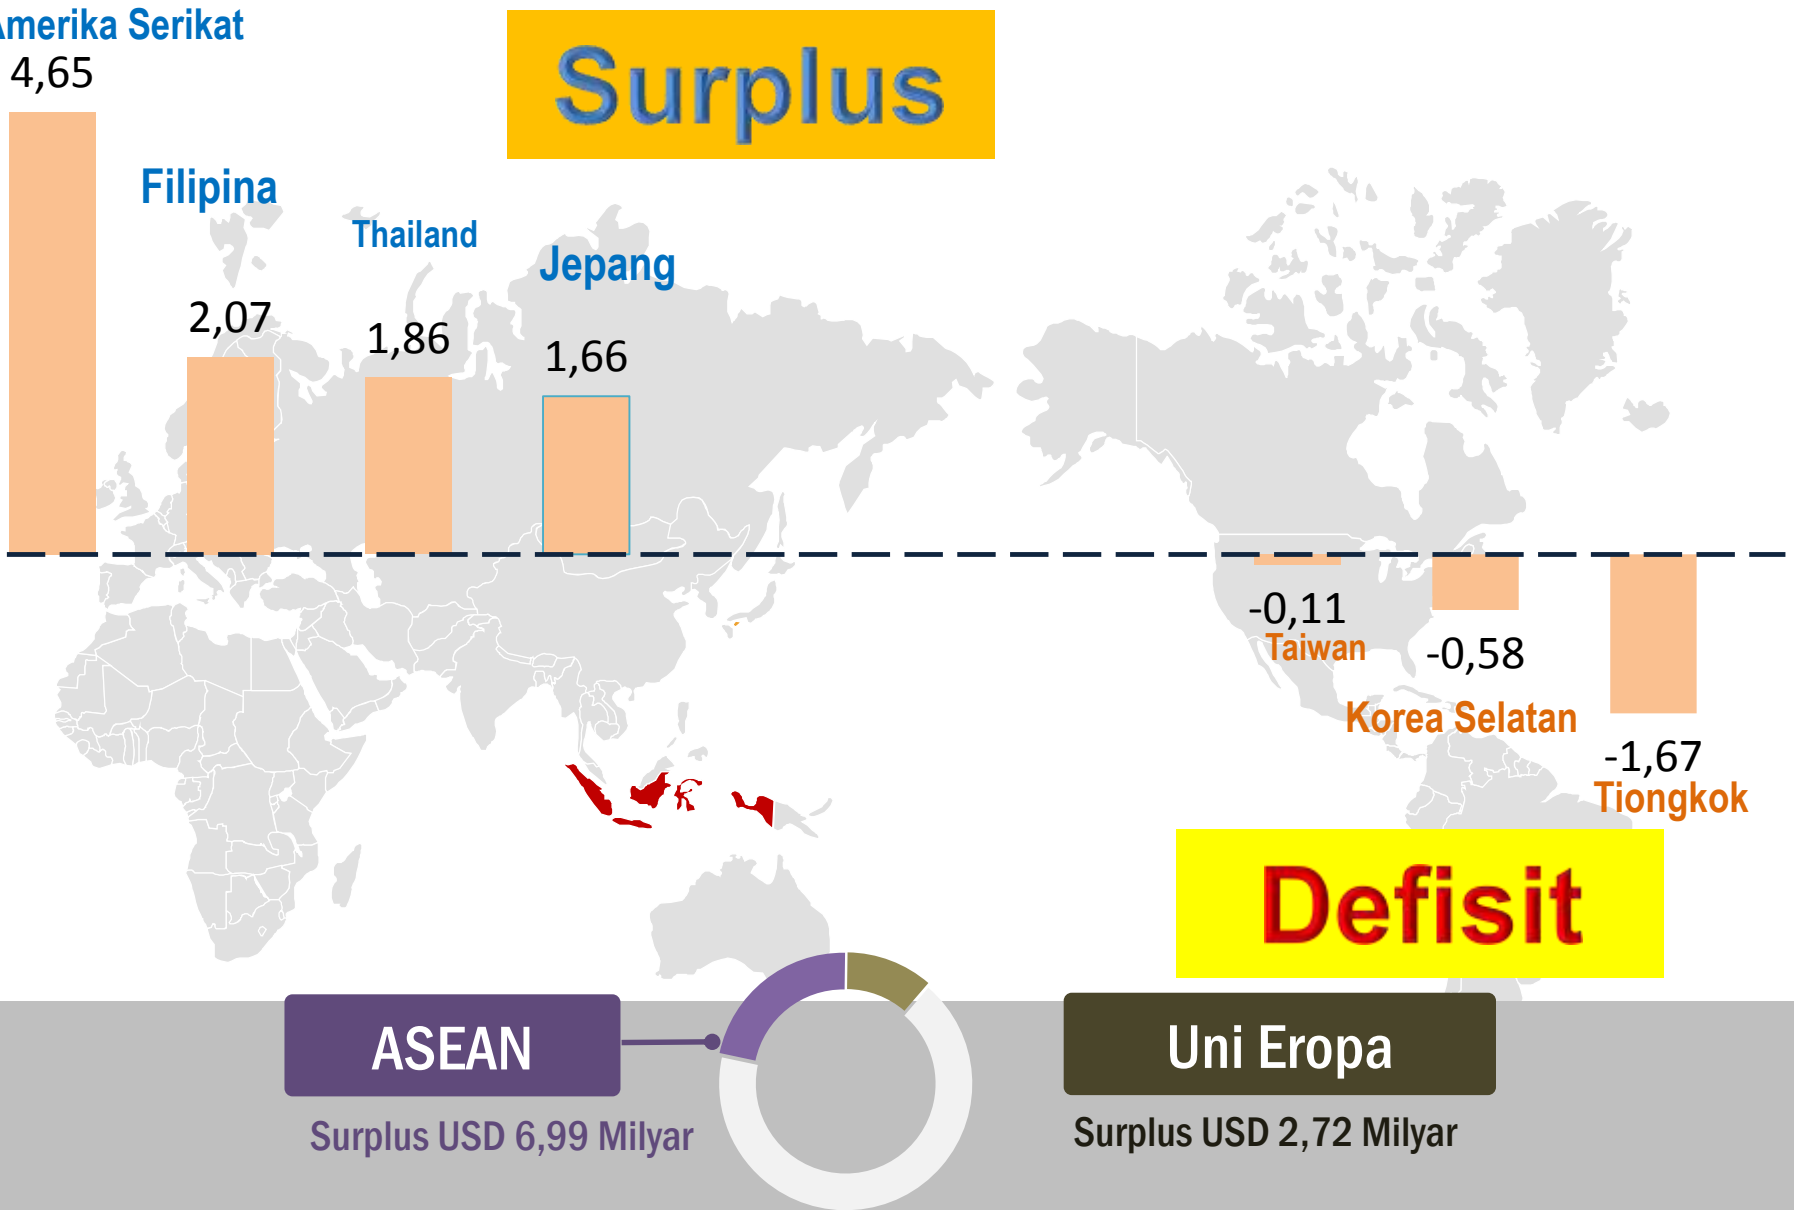 Amerika Serikat
4,65
Surplus
Filipina
2,07
Thailand
1,86
Jepang
1,66
-0,11
Taiwan
-0,58
Korea Selatan
-1,67
Tiongkok
Defisit
ASEAN
Surplus USD 6,99 Milyar
Uni Eropa
Surplus USD 2,72 Milyar